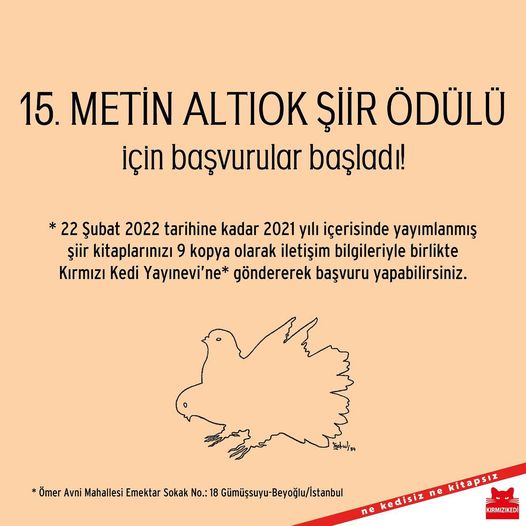 15. METİN ALTIOK ŞİİR ÖDÜLÜ
için başvurular başladı!
* 22 Şubat 2022 tarihine kadar 2021 yılı içerisinde yayımlanmış
şiir kitaplarınızı 9 kopya olarak iletişim bilgileriyle birlikte
Kırmızı Kedi Yayınevi'ne* göndererek başvuru yapabilirsiniz.
* Ömer Avni Mahallesi Emektar Sokak No.: 18 Gümüşsuyu-Beyoğlu/İstanbul
ne kedisiz ne kitapsız
KIRMIZIKEDİ